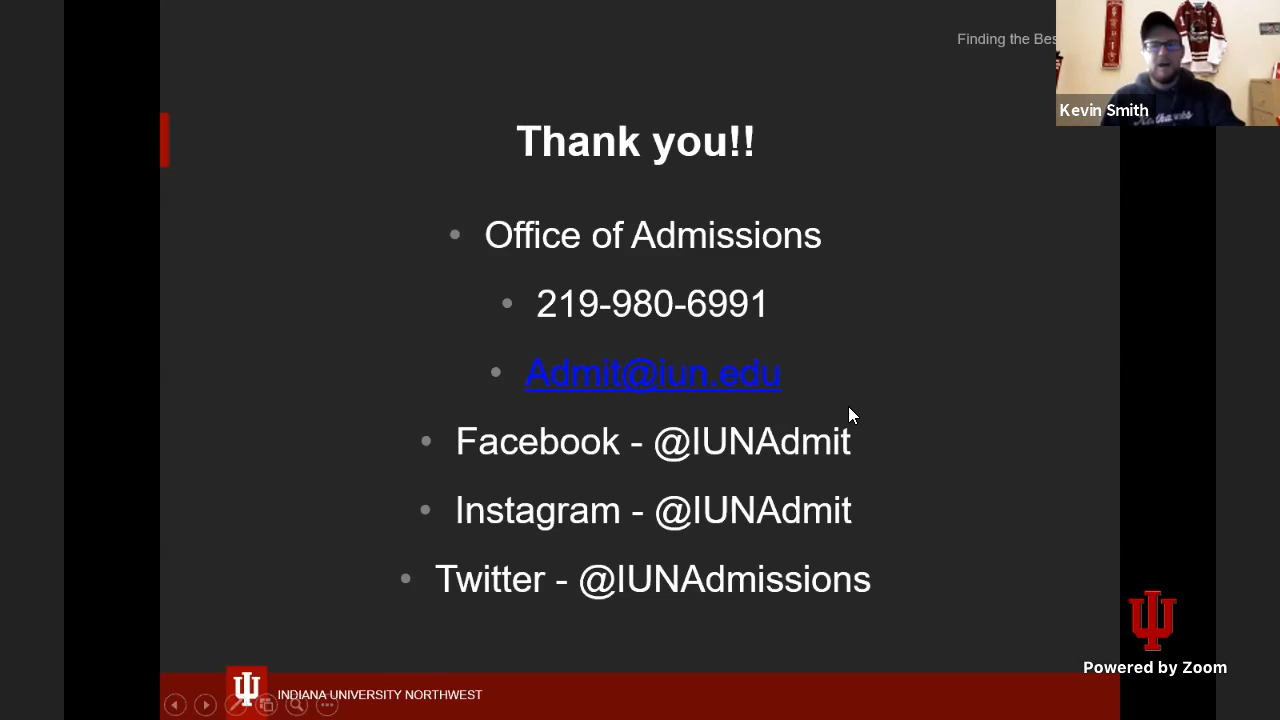 Finding the Bes
Kevin Smith
Thank you!!
Office of Admissions
219-980-6991
Admit@iun.edu
Facebook - @IUNAdmit
Instagram - @IUNAdmit
Twitter - @IUNAdmissions
Powered by Zoom
INDIANA UNIVERSITY NORTHWEST